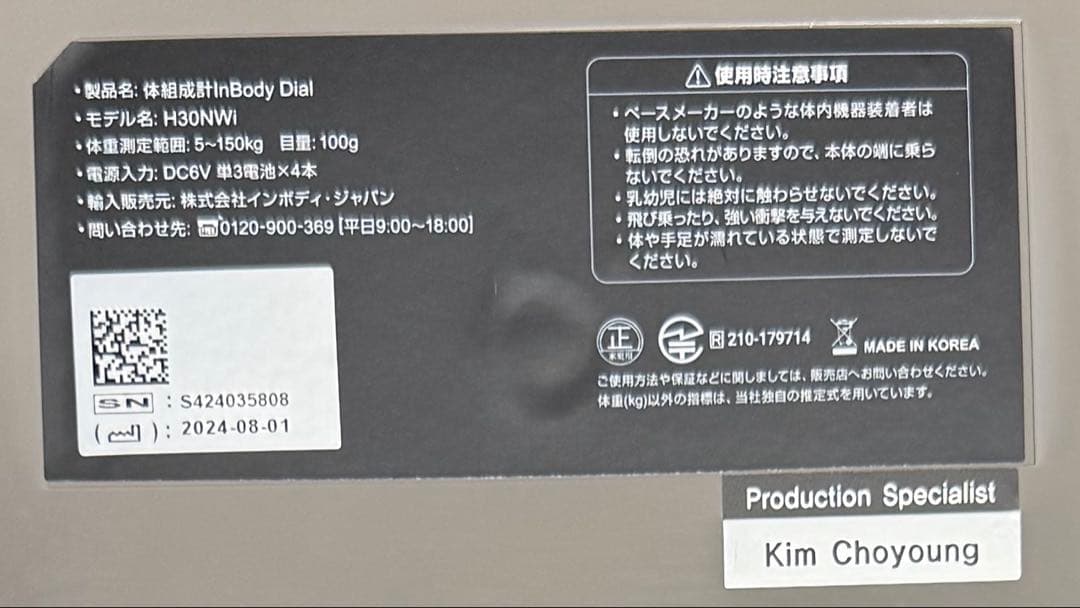 ・製品名: 体組成計InBody Dial
・モデル名: H30NWi
・体重測定範囲: 5~150kg 目量: 100g
・電源入力: DC6V 単3電池×4本
・輸入販売元: 株式会社インボディ・ジャパン
・問い合わせ先: 0120-900-369 [平日9:00~18:00]
SN : S424035808
( ) : 2024-08-01
⚠使用時注意事項
・ペースメーカーのような体内機器装着者は
使用しないでください。
・転倒の恐れがありますので、本体の端に乗ら
ないでください。
・乳幼児には絶対に触わらせないでください。
・飛び乗ったり、強い衝撃を与えないでください。
・体や手足が濡れている状態で測定しないで
ください。
正
家庭用
R 210-179714
MADE IN KOREA
ご使用方法や保証などに関しましては、販売店へお問い合わせください。
体重(kg)以外の指標は、当社独自の推定式を用いています。
Production Specialist
Kim Choyoung